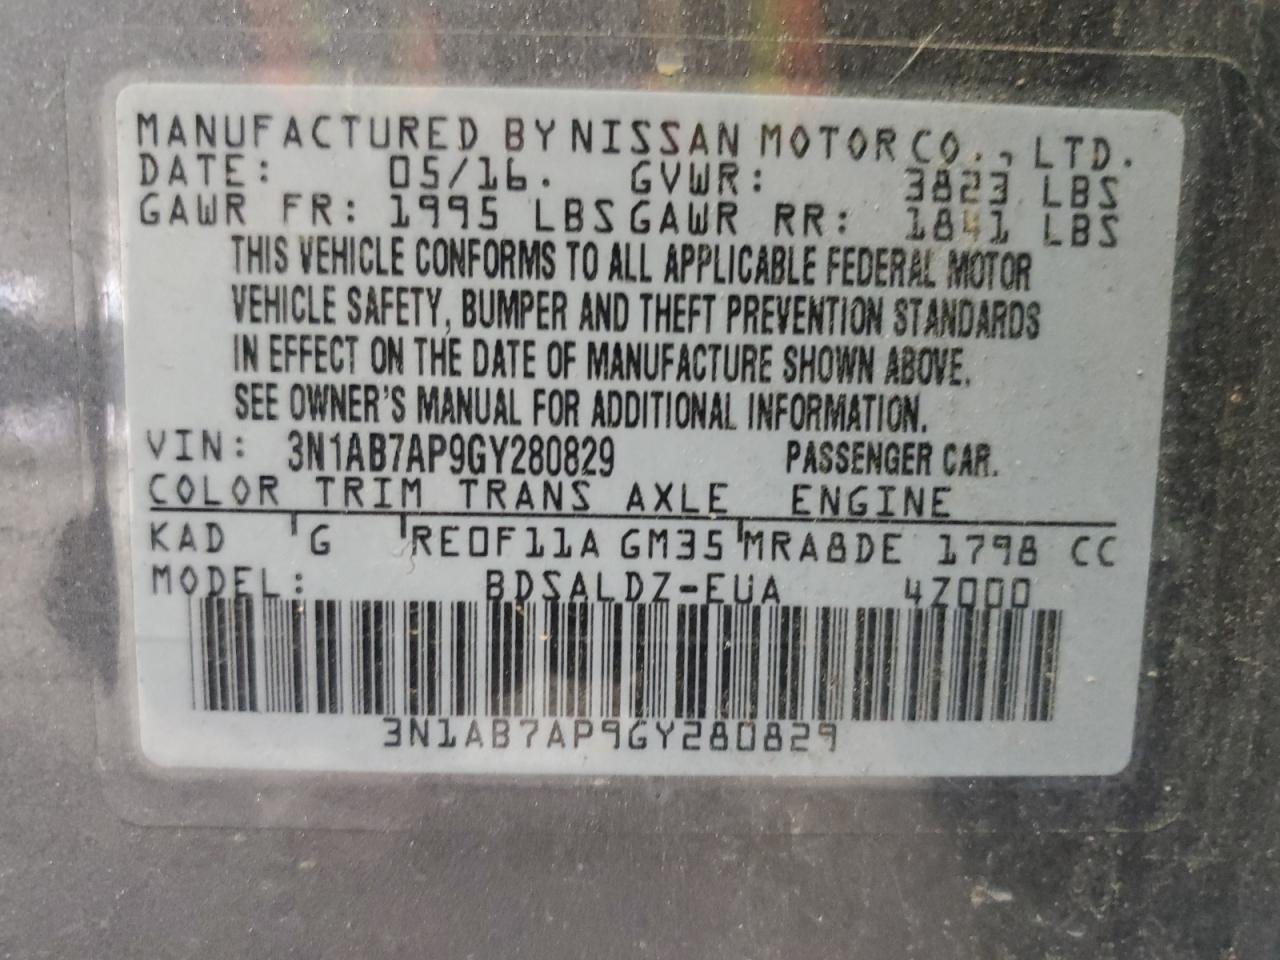 MANUFACTURED BY NISSAN MOTOR CO., LTD.
DATE: 05/16. GVWR: 3823 LBS
GAWR FR: 1995 LBS GAWR RR: 1841 LBS
THIS VEHICLE CONFORMS TO ALL APPLICABLE FEDERAL MOTOR
VEHICLE SAFETY, BUMPER AND THEFT PREVENTION STANDARDS
IN EFFECT ON THE DATE OF MANUFACTURE SHOWN ABOVE.
SEE OWNER'S MANUAL FOR ADDITIONAL INFORMATION.
VIN: 3N1AB7AP9GY280829 PASSENGER CAR.
COLOR TRIM TRANS AXLE ENGINE
KAD G RE0F11A GM35 MRA8DE 1798 CC
MODEL: BDSALDZ-EUA 4Z000
3N1AB7AP9GY280829